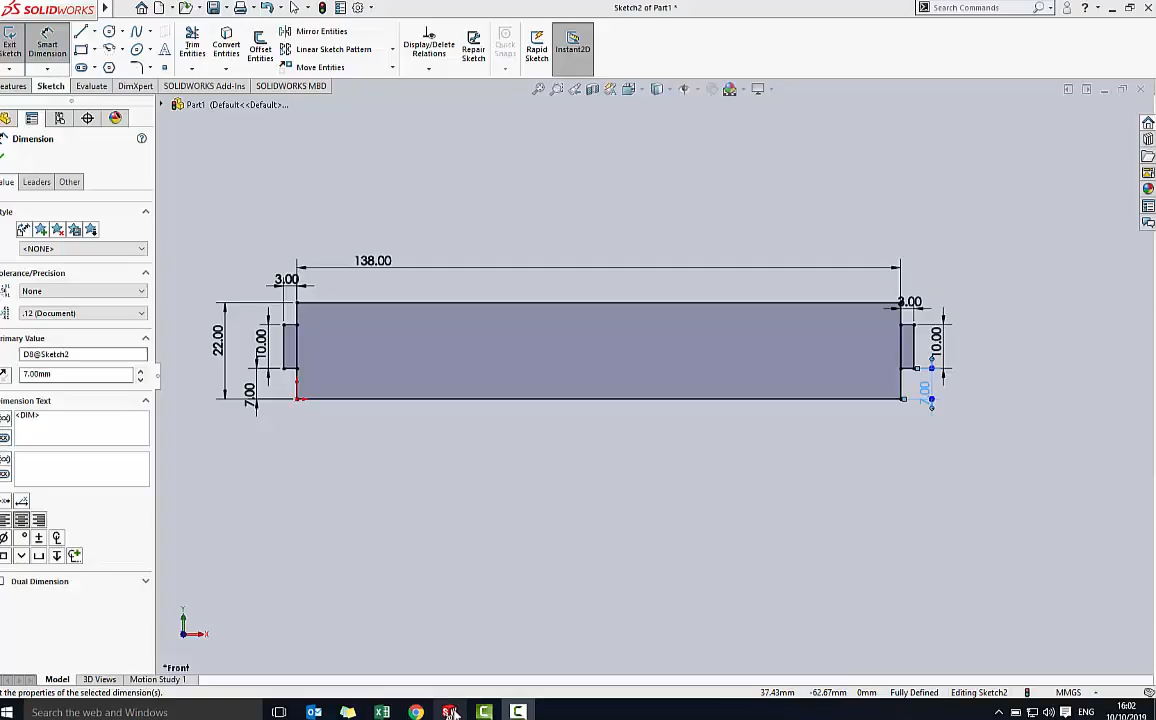 SOLIDWORKS
Sketch2 of Part1 *
Search Commands
Exit Sketch
Smart Dimension
Trim Entities
Convert Entities
Offset Entities
Mirror Entities
Linear Sketch Pattern
Move Entities
Display/Delete Relations
Repair Sketch
Quick Snaps
Rapid Sketch
Instant2D
eatures
Sketch
Evaluate
DimXpert
SOLIDWORKS Add-Ins
SOLIDWORKS MBD
Part1 (Default<<Default>...
Dimension
alue
Leaders
Other
tyle
<NONE>
olerance/Precision
None
.12 (Document)
rimary Value
D8@Sketch2
7.00mm
Dimension Text
<DIM>
Dual Dimension
138.00
3.00
3.00
22.00
10.00
10.00
7.00
7.00
Y
X
*Front
Model
3D Views
Motion Study 1
t the properties of the selected dimension(s).
37.43mm
-62.67mm
0mm
Fully Defined
Editing Sketch2
MMGS
Search the web and Windows
ENG
16:02
10/10/2019